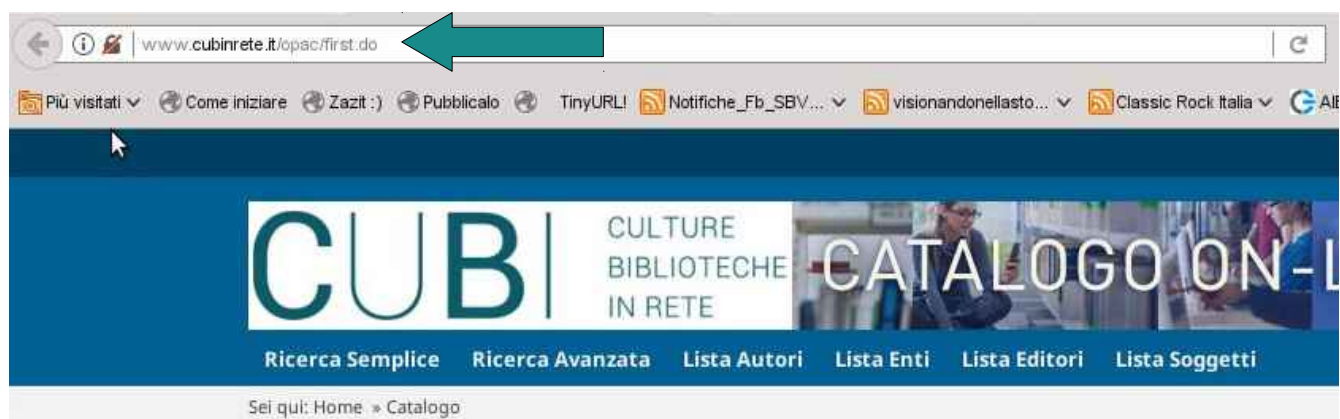 www.cubinrete.it/opac/first.do
Più visitati Come iniziare Zazit :) Pubblicalo TinyURL! Notifiche_Fb_SBV... visionandonellasto... Classic Rock Italia
CUBI CULTURE
BIBLIOTECHE
IN RETE
CATALOGO ON-L
Ricerca Semplice Ricerca Avanzata Lista Autori Lista Enti Lista Editori Lista Soggetti
Sei qui: Home » Catalogo